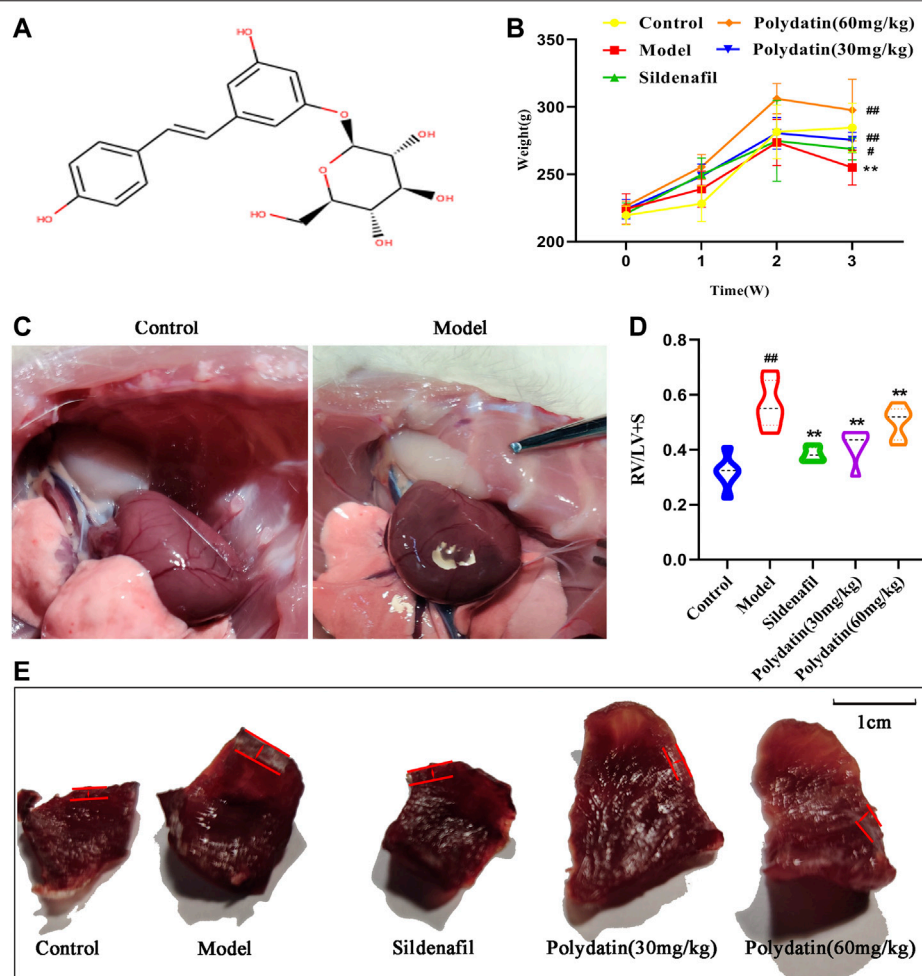 A
HO
OH
O
OH
O
HO
OH
HO
OH
B
Control
Polydatin(60mg/kg)
Model
Polydatin(30mg/kg)
Sildenafil
350
300
250
200
Weight(g)
##
##
#
**
0 1 2 3
Time(W)
C
Control
Model
D
0.8
0.6
0.4
0.2
0.0
RV/LV+S
##
**
**
**
Control
Model
Sildenafil
Polydatin(30mg/kg)
Polydatin(60mg/kg)
E
1cm
Control
Model
Sildenafil
Polydatin(30mg/kg)
Polydatin(60mg/kg)